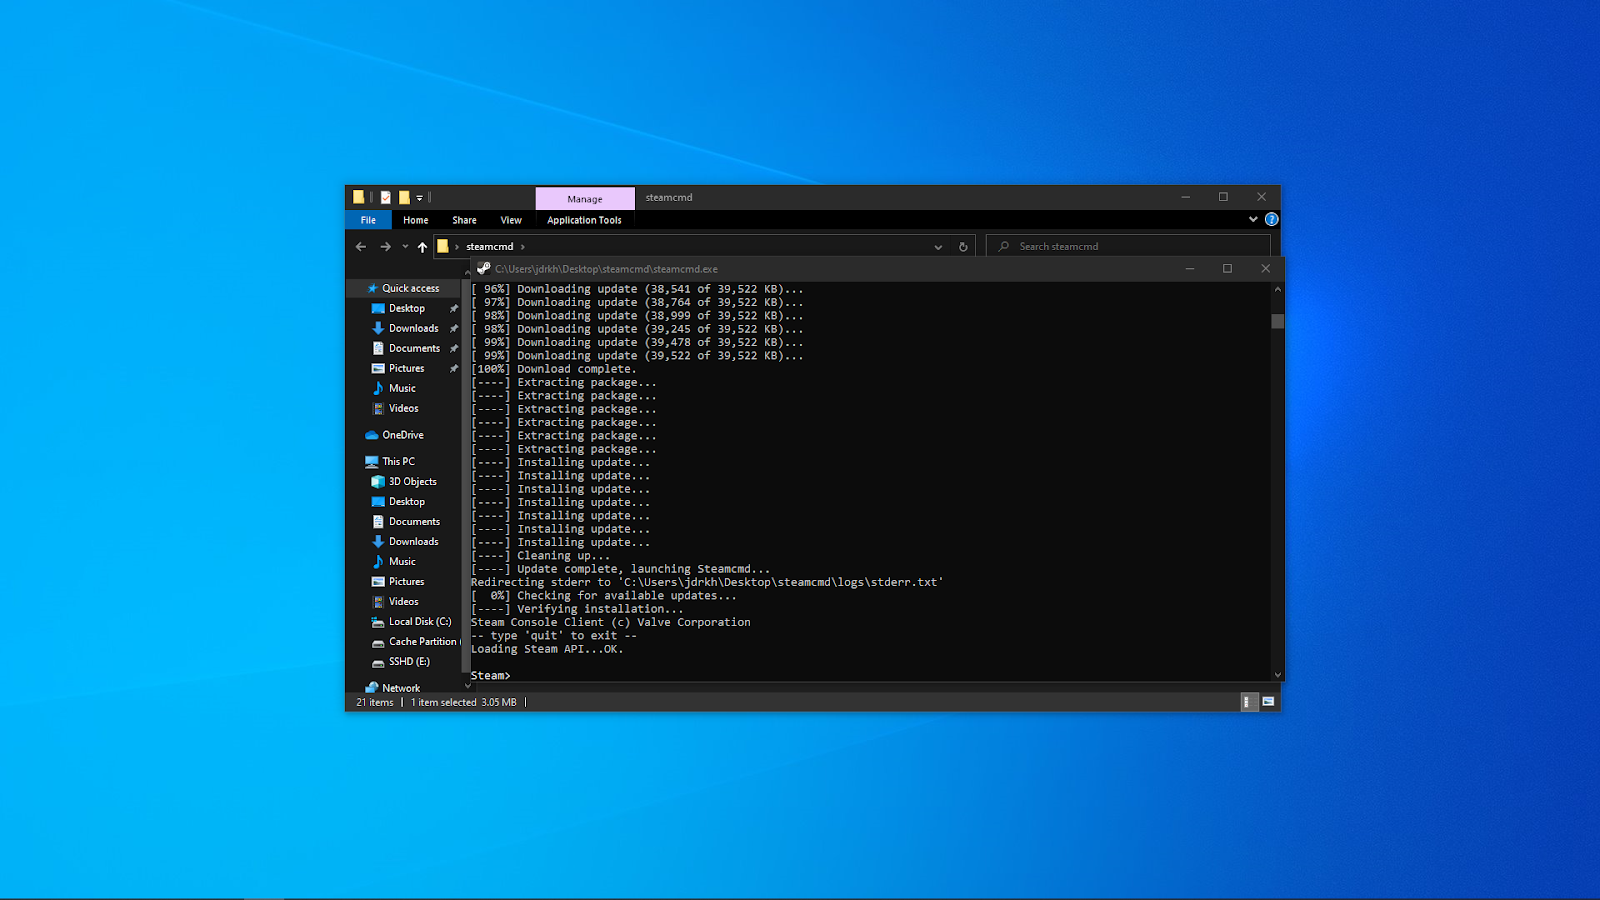 Manage
steamcmd
File
Home
Share
View
Application Tools
steamcmd
Search steamcmd
C:\Users\jdrkh\Desktop\steamcmd\steamcmd.exe
Quick access
Desktop
Downloads
Documents
Pictures
Music
Videos
OneDrive
This PC
3D Objects
Desktop
Documents
Downloads
Music
Pictures
Videos
Local Disk (C:)
Cache Partition (
SSHD (E:)
Network
[ 96%] Downloading update (38,541 of 39,522 KB)...
[ 97%] Downloading update (38,764 of 39,522 KB)...
[ 98%] Downloading update (38,999 of 39,522 KB)...
[ 98%] Downloading update (39,245 of 39,522 KB)...
[ 99%] Downloading update (39,478 of 39,522 KB)...
[ 99%] Downloading update (39,522 of 39,522 KB)...
[100%] Download complete.
[----] Extracting package...
[----] Extracting package...
[----] Extracting package...
[----] Extracting package...
[----] Extracting package...
[----] Extracting package...
[----] Installing update...
[----] Installing update...
[----] Installing update...
[----] Installing update...
[----] Installing update...
[----] Installing update...
[----] Installing update...
[----] Cleaning up...
[----] Update complete, launching Steamcmd...
Redirecting stderr to 'C:\Users\jdrkh\Desktop\steamcmd\logs\stderr.txt'
[  0%] Checking for available updates...
[----] Verifying installation...
Steam Console Client (c) Valve Corporation
-- type 'quit' to exit --
Loading Steam API...OK.
Steam>
21 items
1 item selected 3.05 MB